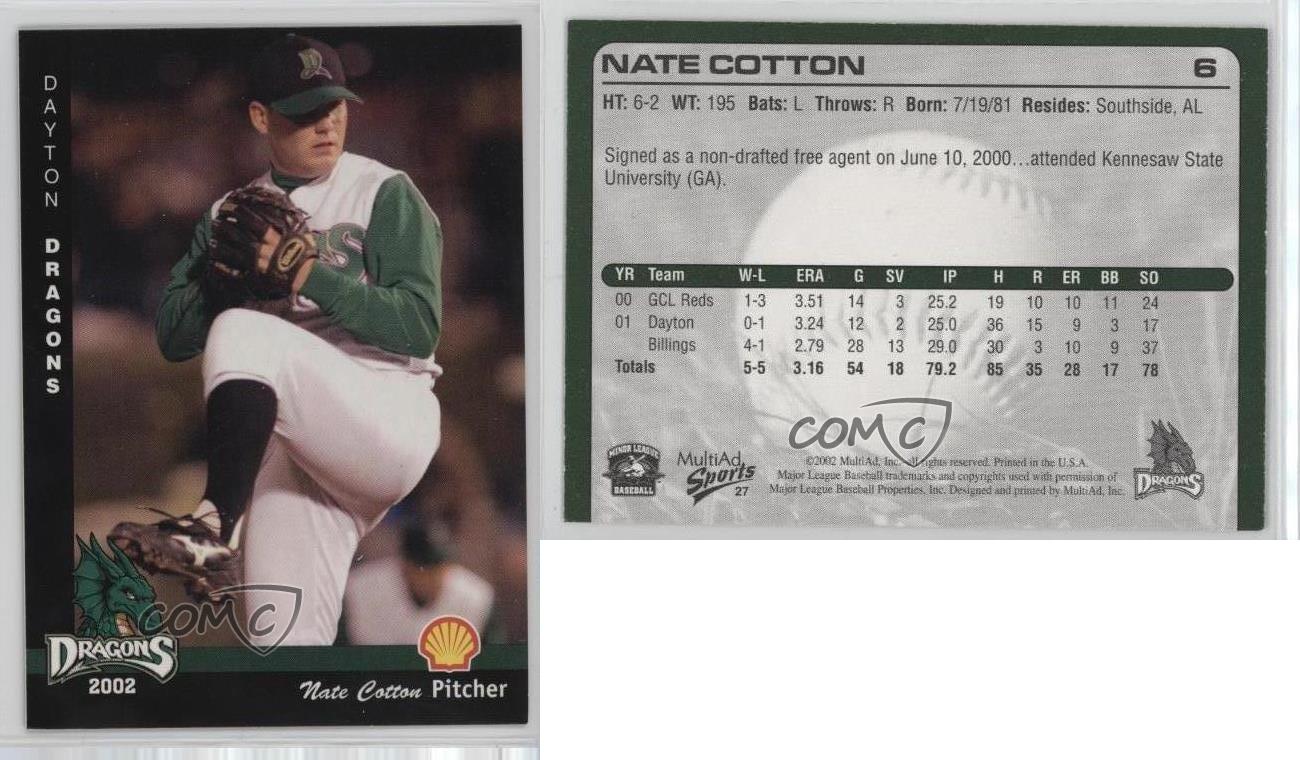 DAYTON DRAGONS
DRAGONS
2002
Nate Cotton Pitcher
Wilson
COMC
NATE COTTON 6
HT: 6-2 WT: 195 Bats: L Throws: R Born: 7/19/81 Resides: Southside, AL
Signed as a non-drafted free agent on June 10, 2000...attended Kennesaw State
University (GA).
YR Team W-L ERA G SV IP H R ER BB SO
00 GCL Reds 1-3 3.51 14 3 25.2 19 10 10 11 24
01 Dayton 0-1 3.24 12 2 25.0 36 15 9 3 17
Billings 4-1 2.79 28 13 29.0 30 3 10 9 37
Totals 5-5 3.16 54 18 79.2 85 35 28 17 78
COMC
MINOR LEAGUE
BASEBALL
MultiAd
Sports
27
©2002 MultiAd, Inc. all rights reserved. Printed in the U.S.A.
Major League Baseball trademarks and copyrights used with permission of
Major League Baseball Properties, Inc. Designed and printed by MultiAd, Inc.
DRAGONS